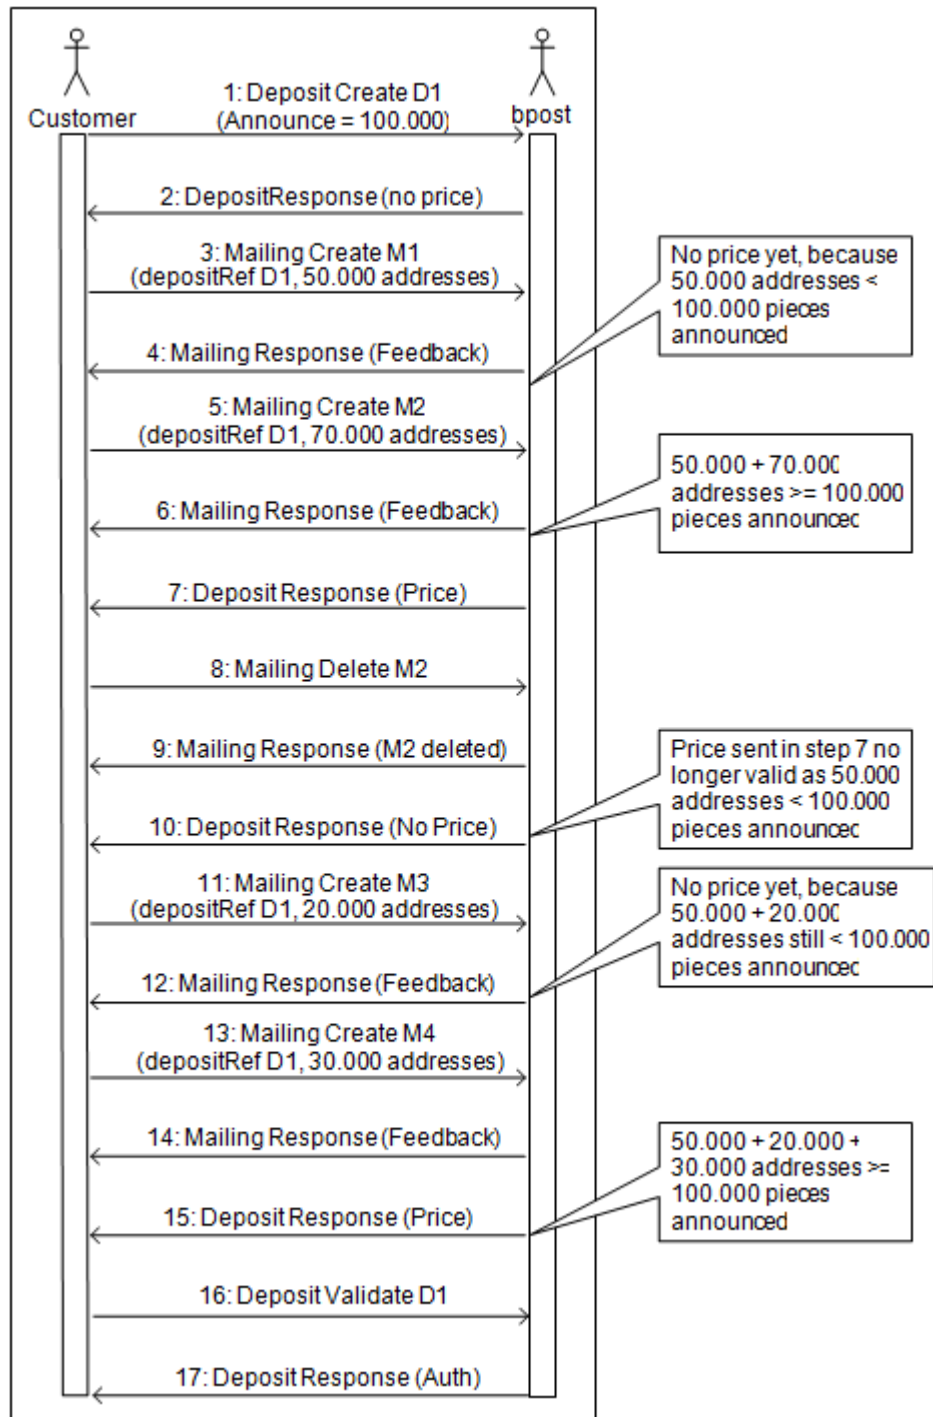 1: Deposit Create D1
(Announce = 100.000)
Customer
bpost
2: DepositResponse (no price)
3: Mailing Create M1
(depositRef D1, 50.000 addresses)
No price yet, because
50.000 addresses <
100.000 pieces
announced
4: Mailing Response (Feedback)
5: Mailing Create M2
(depositRef D1, 70.000 addresses)
50.000 + 70.000
addresses >= 100.000
pieces announced
6: Mailing Response (Feedback)
7: Deposit Response (Price)
8: Mailing Delete M2
9: Mailing Response (M2 deleted)
Price sent in step 7 no
longer valid as 50.000
addresses < 100.000
pieces announced
10: Deposit Response (No Price)
11: Mailing Create M3
(depositRef D1, 20.000 addresses)
No price yet, because
50.000 + 20.000
addresses still < 100.000
pieces announced
12: Mailing Response (Feedback)
13: Mailing Create M4
(depositRef D1, 30.000 addresses)
14: Mailing Response (Feedback)
50.000 + 20.000 +
30.000 addresses >=
100.000 pieces
announced
15: Deposit Response (Price)
16: Deposit Validate D1
17: Deposit Response (Auth)